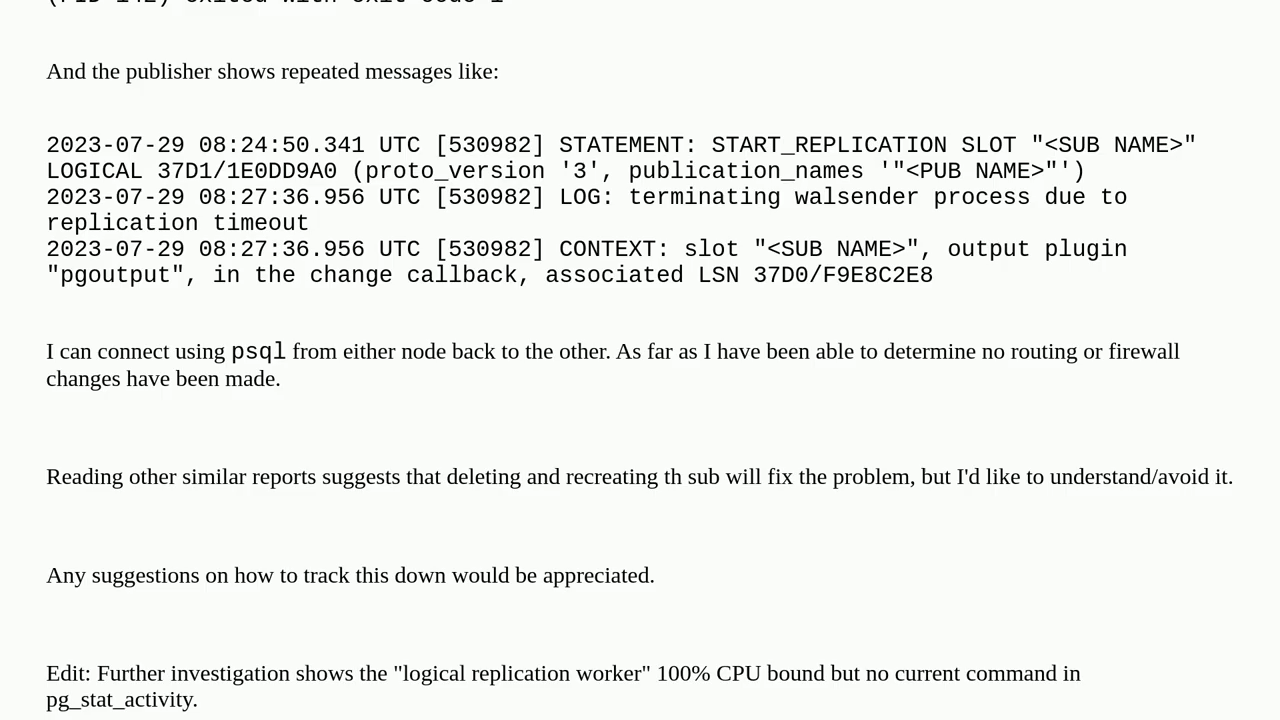 And the publisher shows repeated messages like:
2023-07-29 08:24:50.341 UTC [530982] STATEMENT: START_REPLICATION SLOT "<SUB NAME>"
LOGICAL 37D1/1E0DD9A0 (proto_version '3', publication_names '"<PUB NAME>"')
2023-07-29 08:27:36.956 UTC [530982] LOG: terminating walsender process due to
replication timeout
2023-07-29 08:27:36.956 UTC [530982] CONTEXT: slot "<SUB NAME>", output plugin
"pgoutput", in the change callback, associated LSN 37D0/F9E8C2E8
I can connect using psql from either node back to the other. As far as I have been able to determine no routing or firewall
changes have been made.
Reading other similar reports suggests that deleting and recreating th sub will fix the problem, but I'd like to understand/avoid it.
Any suggestions on how to track this down would be appreciated.
Edit: Further investigation shows the "logical replication worker" 100% CPU bound but no current command in
pg_stat_activity.